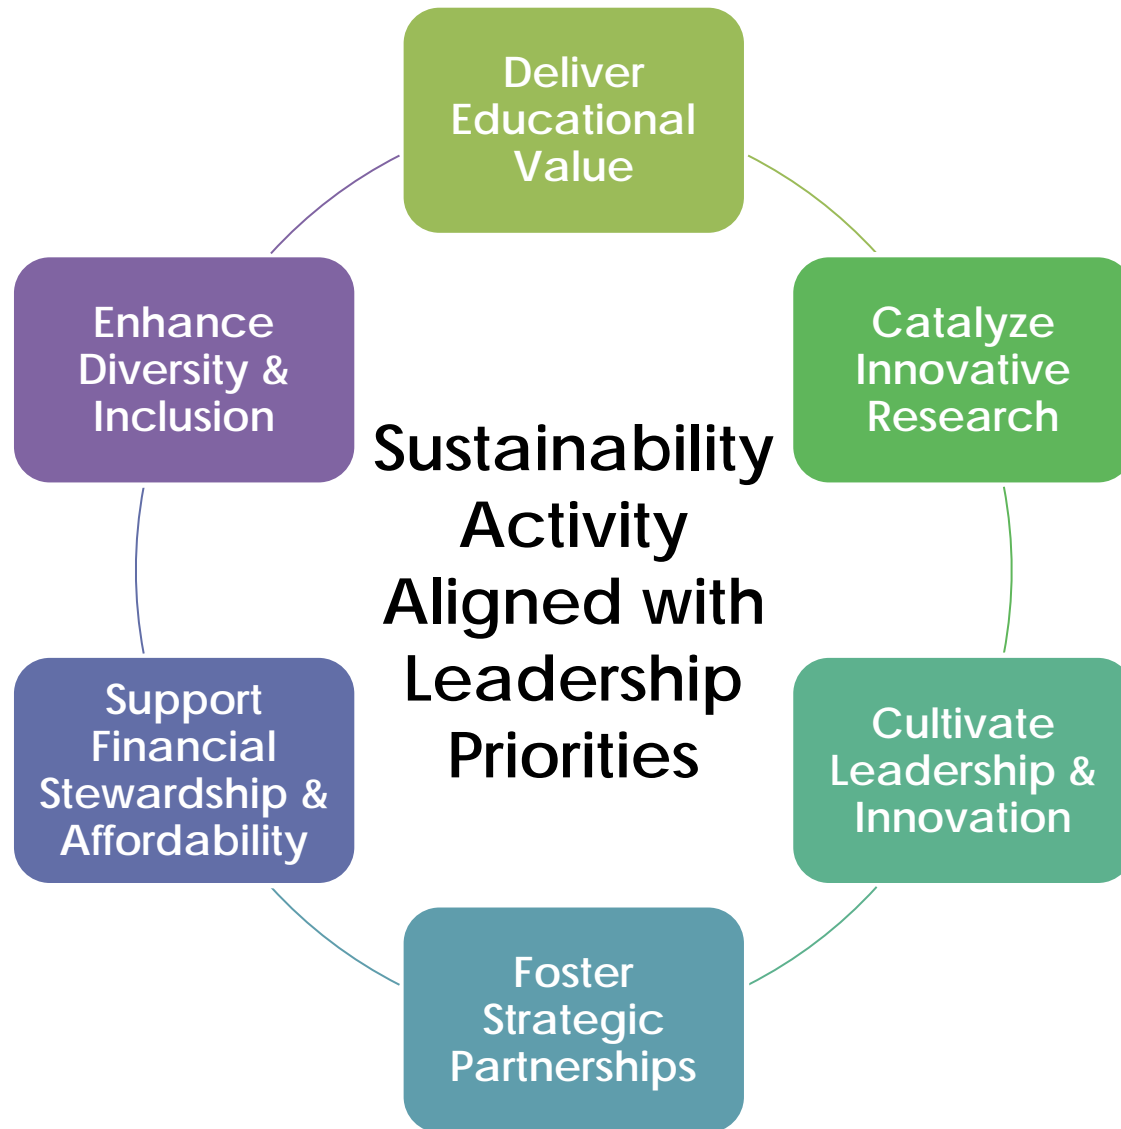 Deliver
Educational
Value
Catalyze
Innovative
Research
Cultivate
Leadership &
Innovation
Foster
Strategic
Partnerships
Support
Financial
Stewardship &
Affordability
Enhance
Diversity &
Inclusion
Sustainability
Activity
Aligned with
Leadership
Priorities